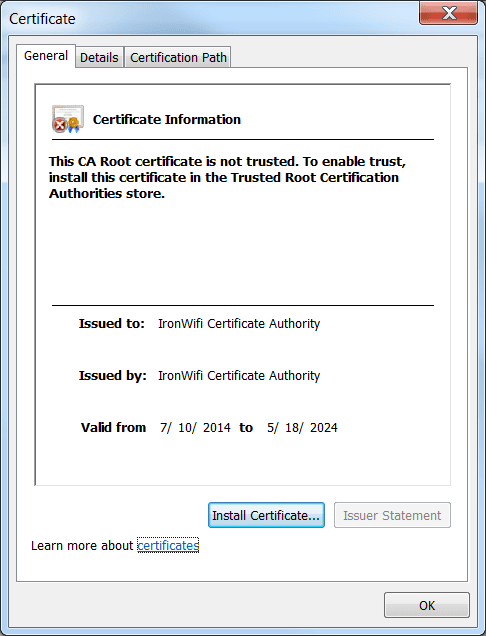 Certificate
General
Details
Certification Path
Certificate Information
This CA Root certificate is not trusted. To enable trust,
install this certificate in the Trusted Root Certification
Authorities store.
Issued to: IronWifi Certificate Authority
Issued by: IronWifi Certificate Authority
Valid from 7/ 10/ 2014 to 5/ 18/ 2024
Install Certificate...
Issuer Statement
Learn more about certificates
OK